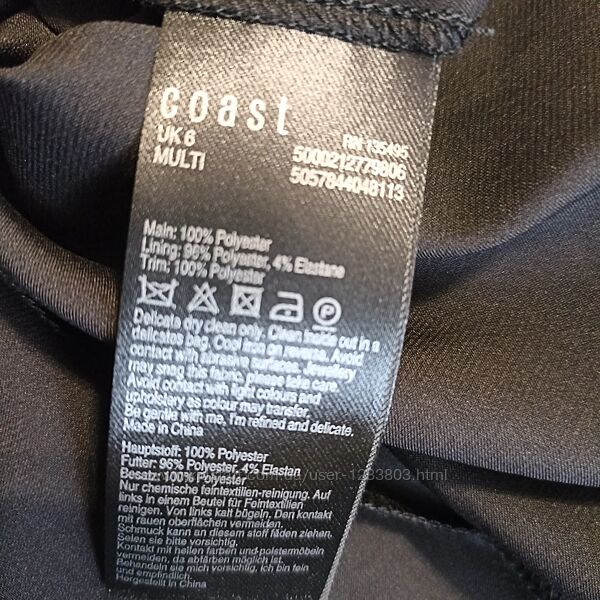 coast
UK 6
MULTI
RN 135495
5000212779806
5057844048113
Main: 100% Polyester
Lining: 96% Polyester, 4% Elastane
Trim: 100% Polyester
P
Delicate dry clean only. Clean inside out in a
delicates bag. Cool iron on reverse. Avoid
contact with abrasive surfaces. Jewellery
may snag this fabric, please take care.
Avoid contact with light colours and
upholstery as colour may transfer.
Be gentle with me, I'm refined and delicate.
Made in China
Hauptstoff: 100% Polyester
Futter: 96% Polyester, 4% Elastan
Besatz: 100% Polyester
Nur chemische feintextilien-reinigung. Auf
links in einem Beutel für Feintextilien
reinigen. Von links kalt bügeln. Den kontakt
mit rauen oberflächen vermeiden.
Schmuck kann an diesem stoff fäden ziehen.
Seien sie bitte vorsichtig.
Kontakt mit hellen farben und polstermöbeln
vermeiden, da abfärben möglich ist.
Behandeln sie mich vorsichtig, ich bin fein
und empfindlich.
Hergestellt in China
user-1283803.html